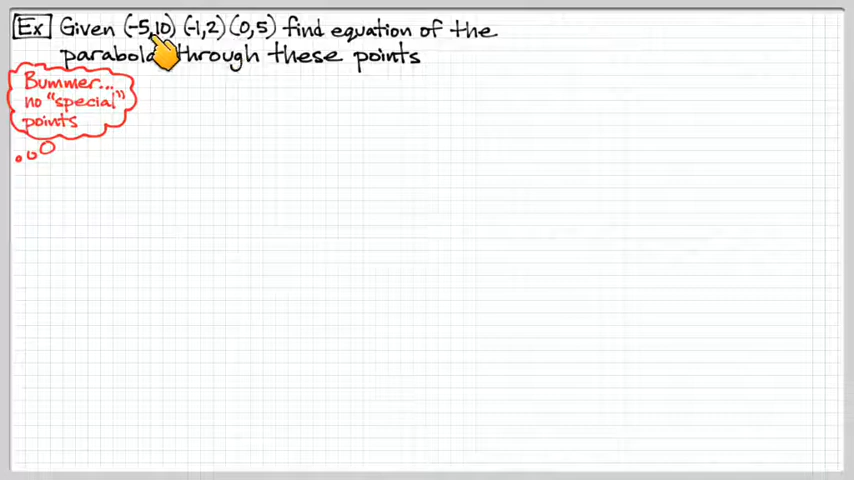 Ex Given (-5,10) (-1,2) (0,5) find equation of the
parabola through these points
Bummer...
no "special"
points